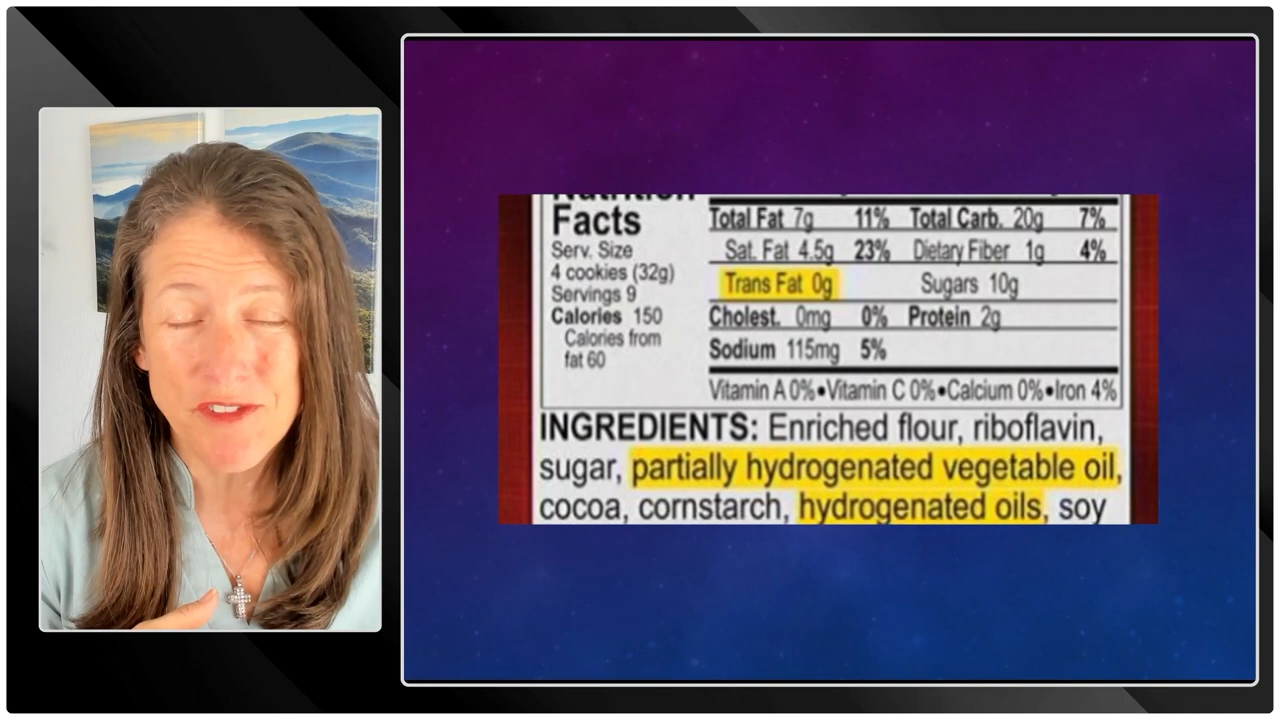 Nutrition
Facts
Serv. Size
4 cookies (32g)
Servings 9
Calories 150
Calories from
fat 60
Total Fat 7g 11% Total Carb. 20g 7%
Sat. Fat 4.5g 23% Dietary Fiber 1g 4%
Trans Fat 0g Sugars 10g
Cholest. 0mg 0% Protein 2g
Sodium 115mg 5%
Vitamin A 0%•Vitamin C 0%•Calcium 0%•Iron 4%
INGREDIENTS: Enriched flour, riboflavin,
sugar, partially hydrogenated vegetable oil,
cocoa, cornstarch, hydrogenated oils, soy